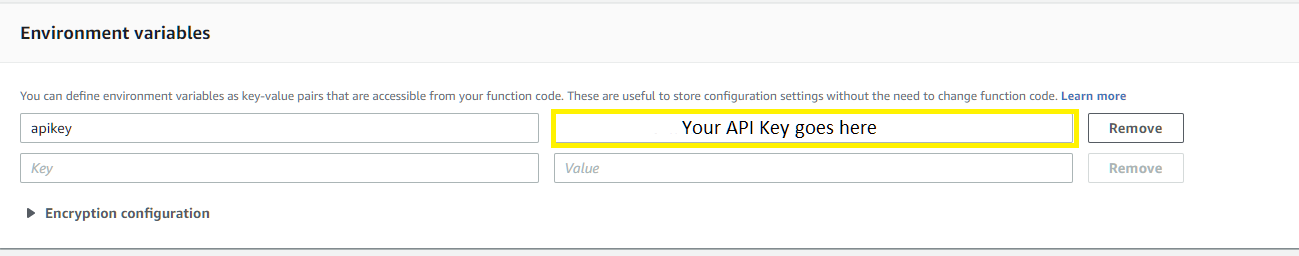 Environment variables
You can define environment variables as key-value pairs that are accessible from your function code. These are useful to store configuration settings without the need to change function code. Learn more
apikey Your API Key goes here Remove
Key Value Remove
Encryption configuration